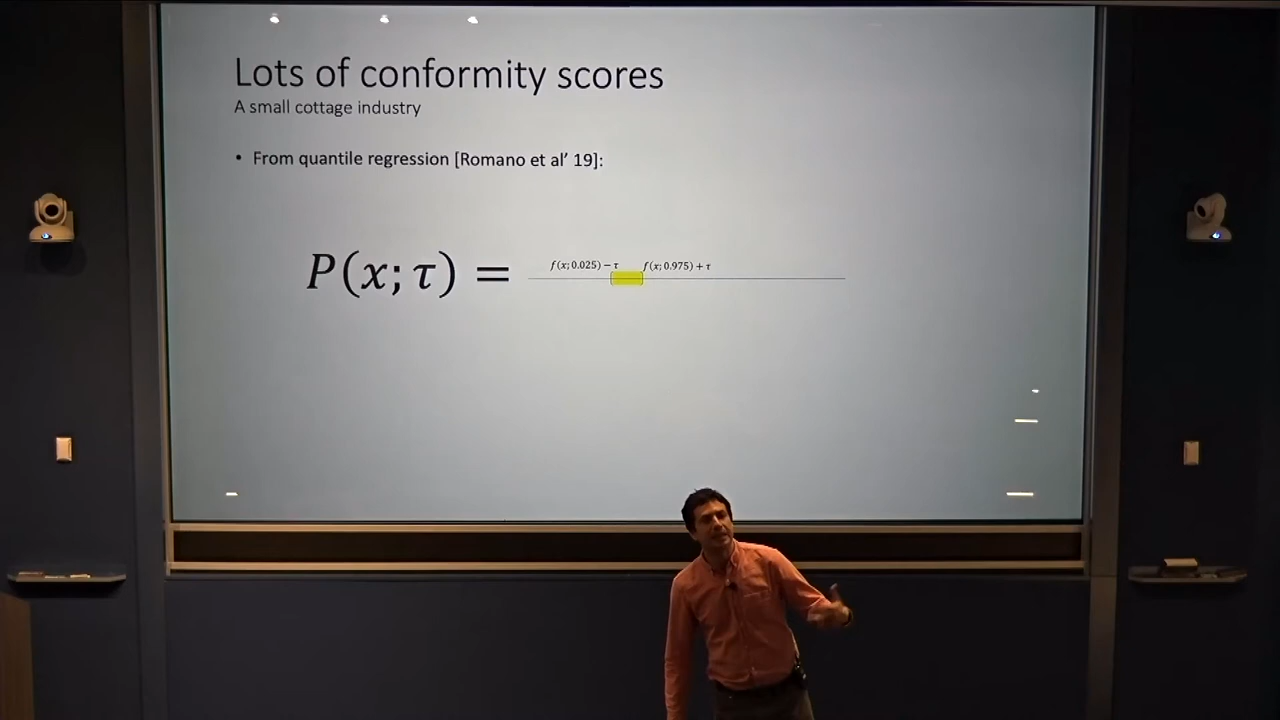 Lots of conformity scores
A small cottage industry
• From quantile regression [Romano et al’ 19]:
P(x; τ) =
f(x; 0.025) − τ
f(x; 0.975) + τ